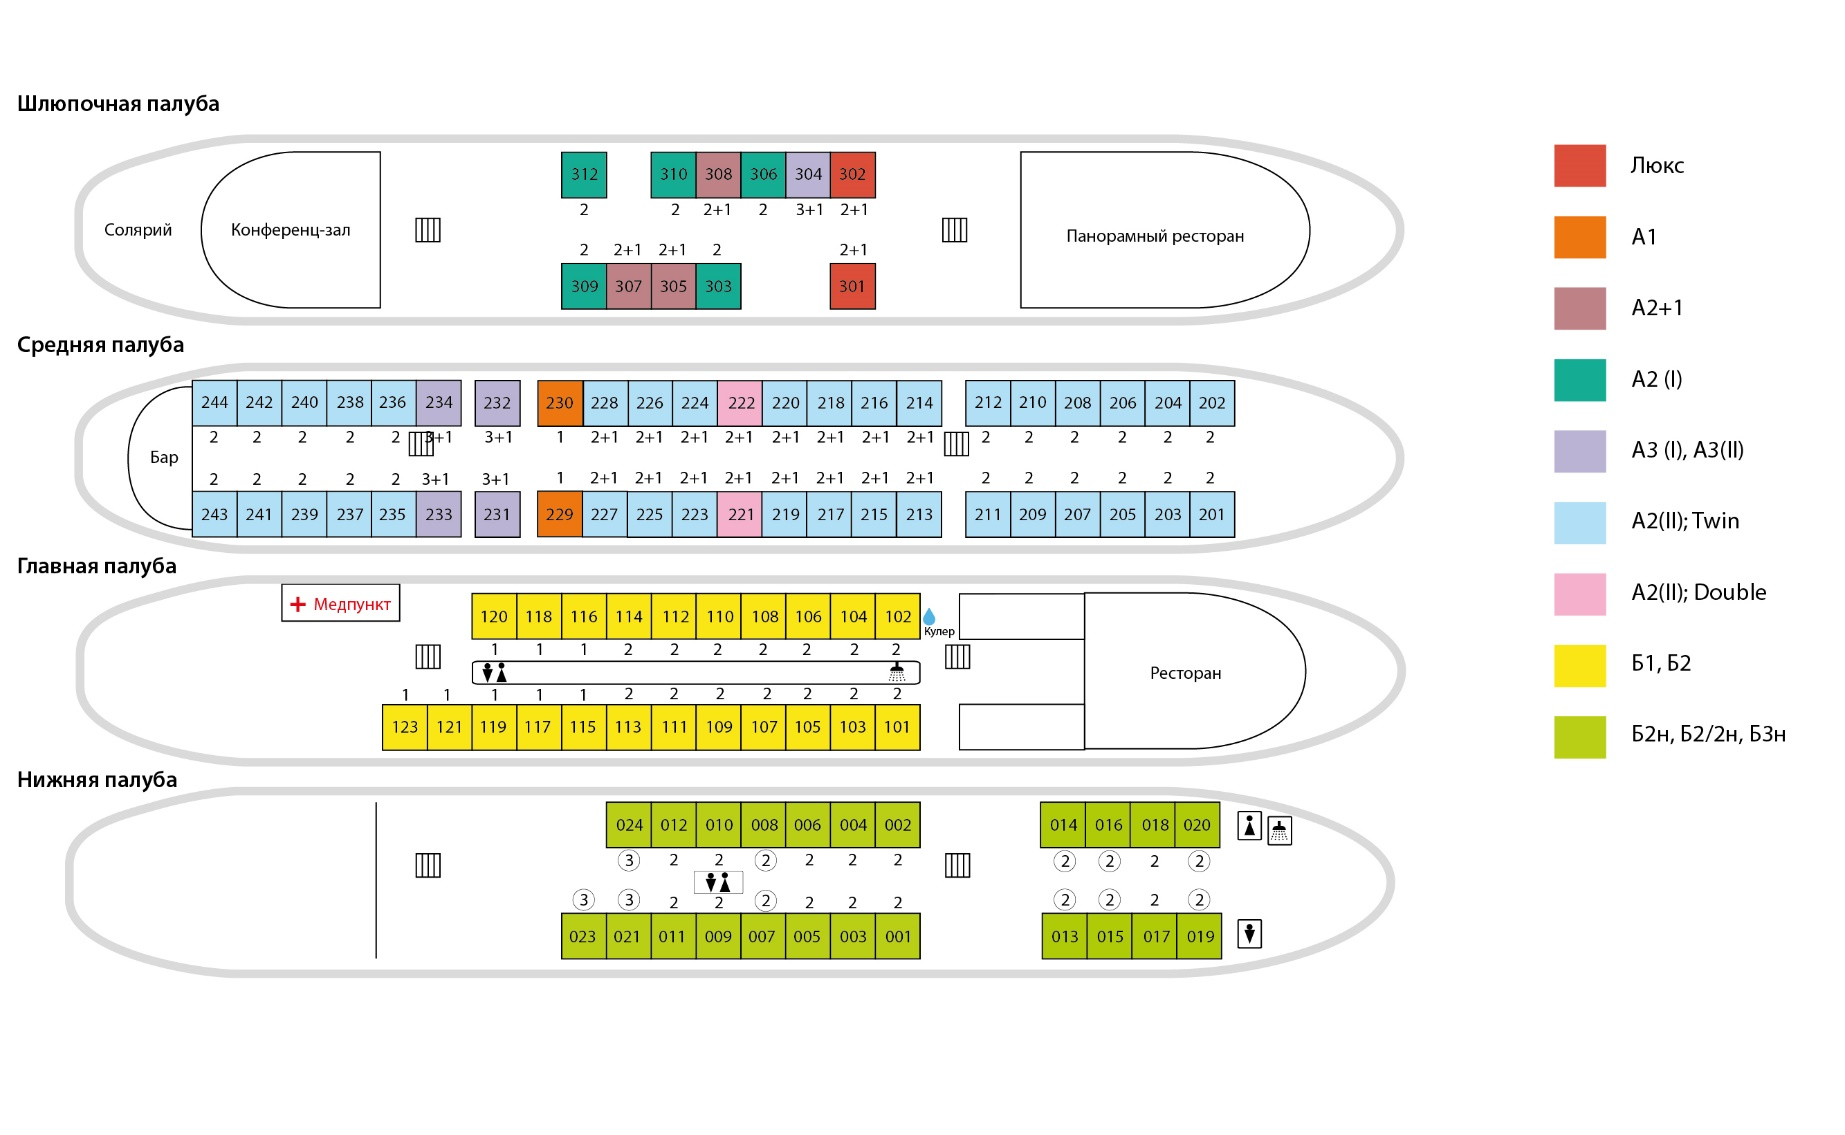 Шлюпочная палуба
312 310 308 306 304 302
2 2 2+1 2 3+1 2+1
Солярий Конференц-зал Панорамный ресторан
2 2+1 2+1 2 2+1
309 307 305 303 301
Средняя палуба
244 242 240 238 236 234 232 230 228 226 224 222 220 218 216 214 212 210 208 206 204 202
2 2 2 2 2 3+1 3+1 1 2+1 2+1 2+1 2+1 2+1 2+1 2+1 2+1 2 2 2 2 2 2
Бар
2 2 2 2 2 3+1 3+1 1 2+1 2+1 2+1 2+1 2+1 2+1 2+1 2+1 2 2 2 2 2 2
243 241 239 237 235 233 231 229 227 225 223 221 219 217 215 213 211 209 207 205 203 201
Главная палуба
Медпункт
120 118 116 114 112 110 108 106 104 102
Кулер
1 1 1 2 2 2 2 2 2 2
Ресторан
1 1 1 1 1 2 2 2 2 2 2 2
123 121 119 117 115 113 111 109 107 105 103 101
Нижняя палуба
024 012 010 008 006 004 002 014 016 018 020
3 2 2 2 2 2 2 2 2 2 2
3 3 2 2 2 2 2 2 2 2 2 2
023 021 011 009 007 005 003 001 013 015 017 019
Люкс
А1
А2+1
А2 (I)
А3 (I), А3(II)
А2(II); Twin
А2(II); Double
Б1, Б2
Б2н, Б2/2н, Б3н